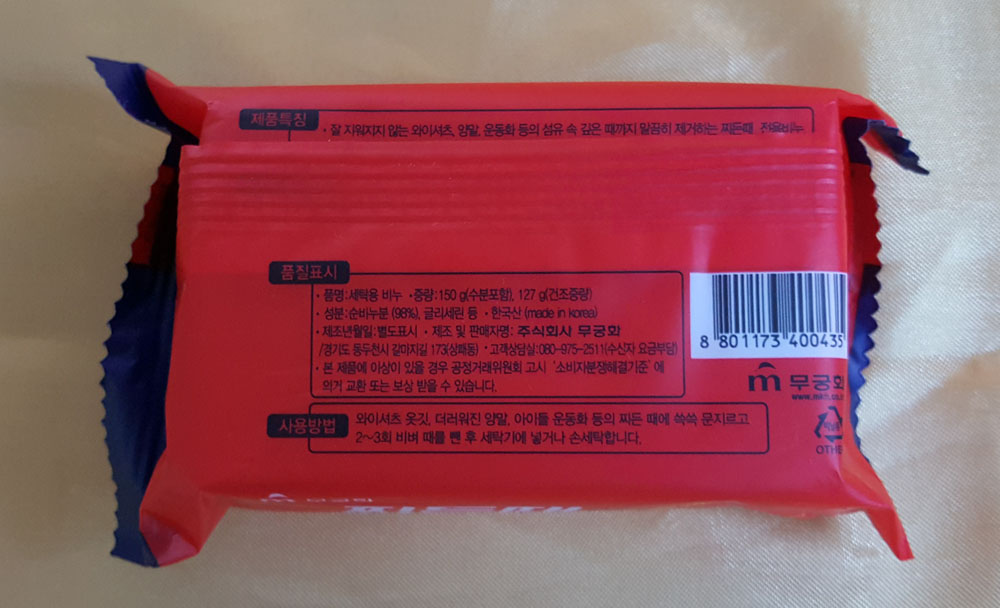 제품특징
· 잘 지워지지 않는 와이셔츠, 양말, 운동화 등의 섬유 속 깊은 때까지 말끔히 제거하는 찌든때 전용비누
품질표시
· 품명:세탁용 비누 ·중량:150 g(수분포함), 127 g(건조중량)
· 성분:순비누분 (98%), 글리세린 등 · 한국산 (made in korea)
· 제조년월일:별도표시 · 제조 및 판매자명: 주식회사 무궁화
/경기도 동두천시 길마자길 173(상패동) ·고객상담실:080-975-2511(수신자 요금부담)
· 본 제품에 이상이 있을 경우 공정거래위원회 고시 '소비자분쟁해결기준' 에
의거 교환 또는 보상 받을 수 있습니다.
8 801173 400435
무궁화
사용방법
와이셔츠 옷깃, 더러워진 양말, 아이들 운동화 등의 찌든 때에 쓱쓱 문지르고
2~3회 비벼 때를 뺀 후 세탁기에 넣거나 손세탁합니다.
OTHE
무궁화